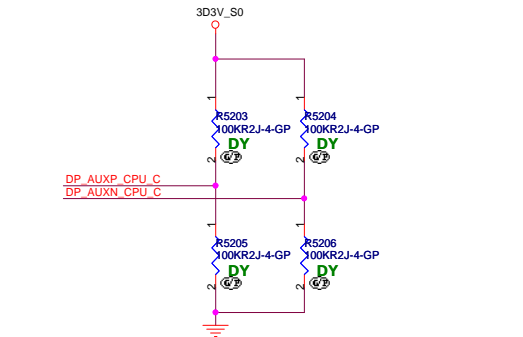 3D3V_S0
1 1
R5203 R5204
100KR2J-4-GP 100KR2J-4-GP
DY DY
2 2
DP_AUXP_CPU_C
DP_AUXN_CPU_C
1 1
R5205 R5206
100KR2J-4-GP 100KR2J-4-GP
DY DY
2 2